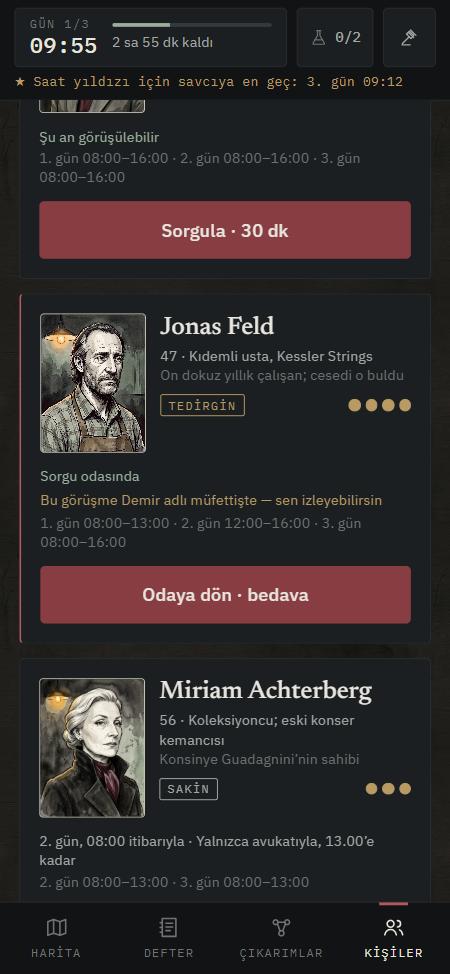 GÜN 1/3
09:55
2 sa 55 dk kaldı
0/2
★ Saat yıldızı için savcıya en geç: 3. gün 09:12
Şu an görüşülebilir
1. gün 08:00–16:00 · 2. gün 08:00–16:00 · 3. gün
08:00–16:00
Sorgula · 30 dk
Jonas Feld
47 · Kıdemli usta, Kessler Strings
On dokuz yıllık çalışan; cesedi o buldu
TEDİRGİN
Sorgu odasında
Bu görüşme Demir adlı müfettişte — sen izleyebilirsin
1. gün 08:00–13:00 · 2. gün 12:00–16:00 · 3. gün
08:00–16:00
Odaya dön · bedava
Miriam Achterberg
56 · Koleksiyoncu; eski konser
kemancısı
Konsinye Guadagnini’nin sahibi
SAKİN
2. gün, 08:00 itibarıyla · Yalnızca avukatıyla, 13.00’e
kadar
2. gün 08:00–13:00 · 3. gün 08:00–13:00
HARİTA
DEFTER
ÇIKARIMLAR
KİŞİLER